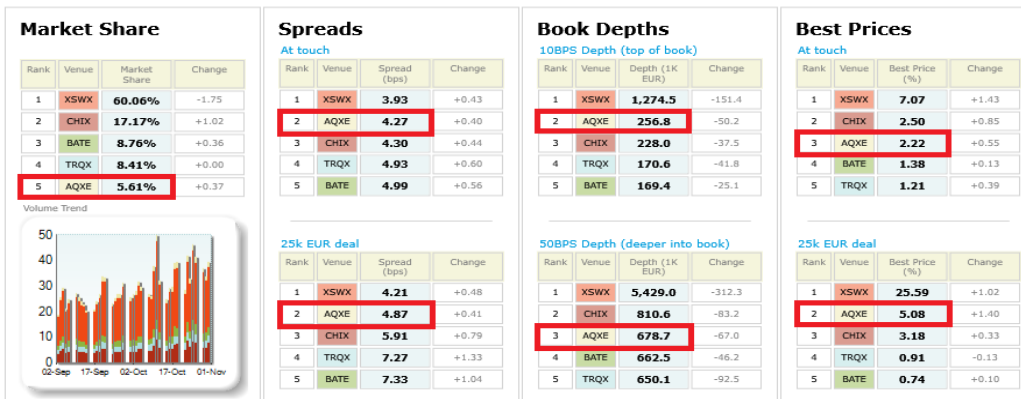 Market Share
Rank Venue Market Share Change
1 XSWX 60.06% -1.75
2 CHIX 17.17% +1.02
3 BATE 8.76% +0.36
4 TRQX 8.41% +0.00
5 AQXE 5.61% +0.37
Volume Trend
50
40
30
20
10
0
02-Sep 17-Sep 02-Oct 17-Oct 01-Nov
Spreads
At touch
Rank Venue Spread (bps) Change
1 XSWX 3.93 +0.43
2 AQXE 4.27 +0.40
3 CHIX 4.30 +0.44
4 TRQX 4.93 +0.60
5 BATE 4.99 +0.56
25k EUR deal
Rank Venue Spread (bps) Change
1 XSWX 4.21 +0.48
2 AQXE 4.87 +0.41
3 CHIX 5.91 +0.79
4 TRQX 7.27 +1.33
5 BATE 7.33 +1.04
Book Depths
10BPS Depth (top of book)
Rank Venue Depth (1K EUR) Change
1 XSWX 1,274.5 -151.4
2 AQXE 256.8 -50.2
3 CHIX 228.0 -37.5
4 TRQX 170.6 -41.8
5 BATE 169.4 -25.1
50BPS Depth (deeper into book)
Rank Venue Depth (1K EUR) Change
1 XSWX 5,429.0 -312.3
2 CHIX 810.6 -83.2
3 AQXE 678.7 -67.0
4 BATE 662.5 -46.2
5 TRQX 650.1 -92.5
Best Prices
At touch
Rank Venue Best Price (%) Change
1 XSWX 7.07 +1.43
2 CHIX 2.50 +0.85
3 AQXE 2.22 +0.55
4 BATE 1.38 +0.13
5 TRQX 1.21 +0.39
25k EUR deal
Rank Venue Best Price (%) Change
1 XSWX 25.59 +1.02
2 AQXE 5.08 +1.40
3 CHIX 3.18 +0.33
4 TRQX 0.91 -0.13
5 BATE 0.74 +0.10